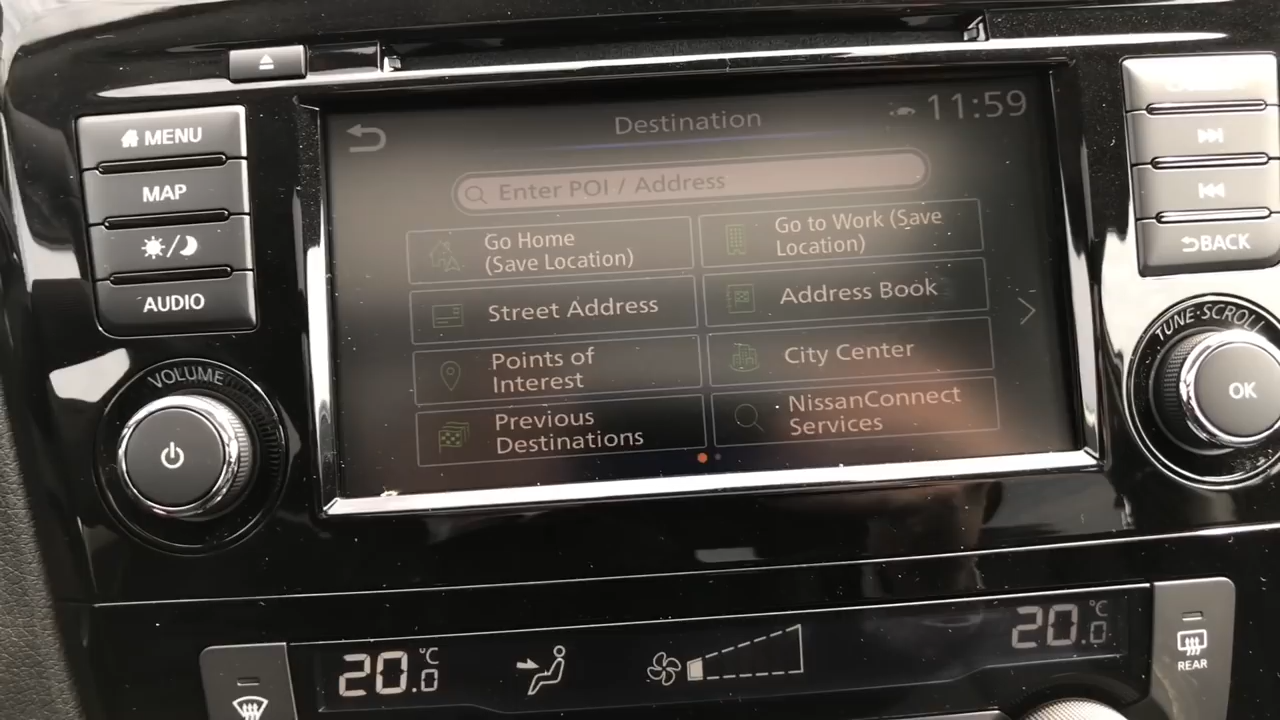 MENU
MAP
AUDIO
VOLUME
Destination
11:59
Enter POI / Address
Go Home
(Save Location)
Go to Work (Save
Location)
Street Address
Address Book
Points of
Interest
City Center
Previous
Destinations
NissanConnect
Services
BACK
TUNE·SCROLL
OK
20.0 °C
20.0 °C
REAR